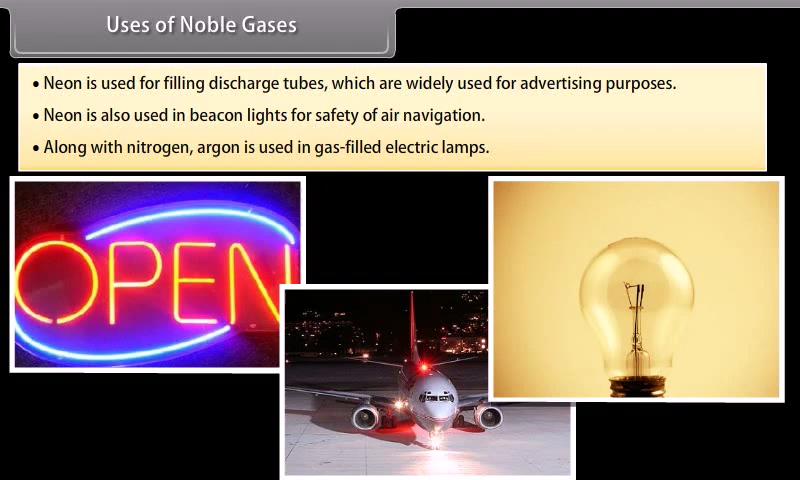 Uses of Noble Gases
• Neon is used for filling discharge tubes, which are widely used for advertising purposes.
• Neon is also used in beacon lights for safety of air navigation.
• Along with nitrogen, argon is used in gas-filled electric lamps.
OPEN